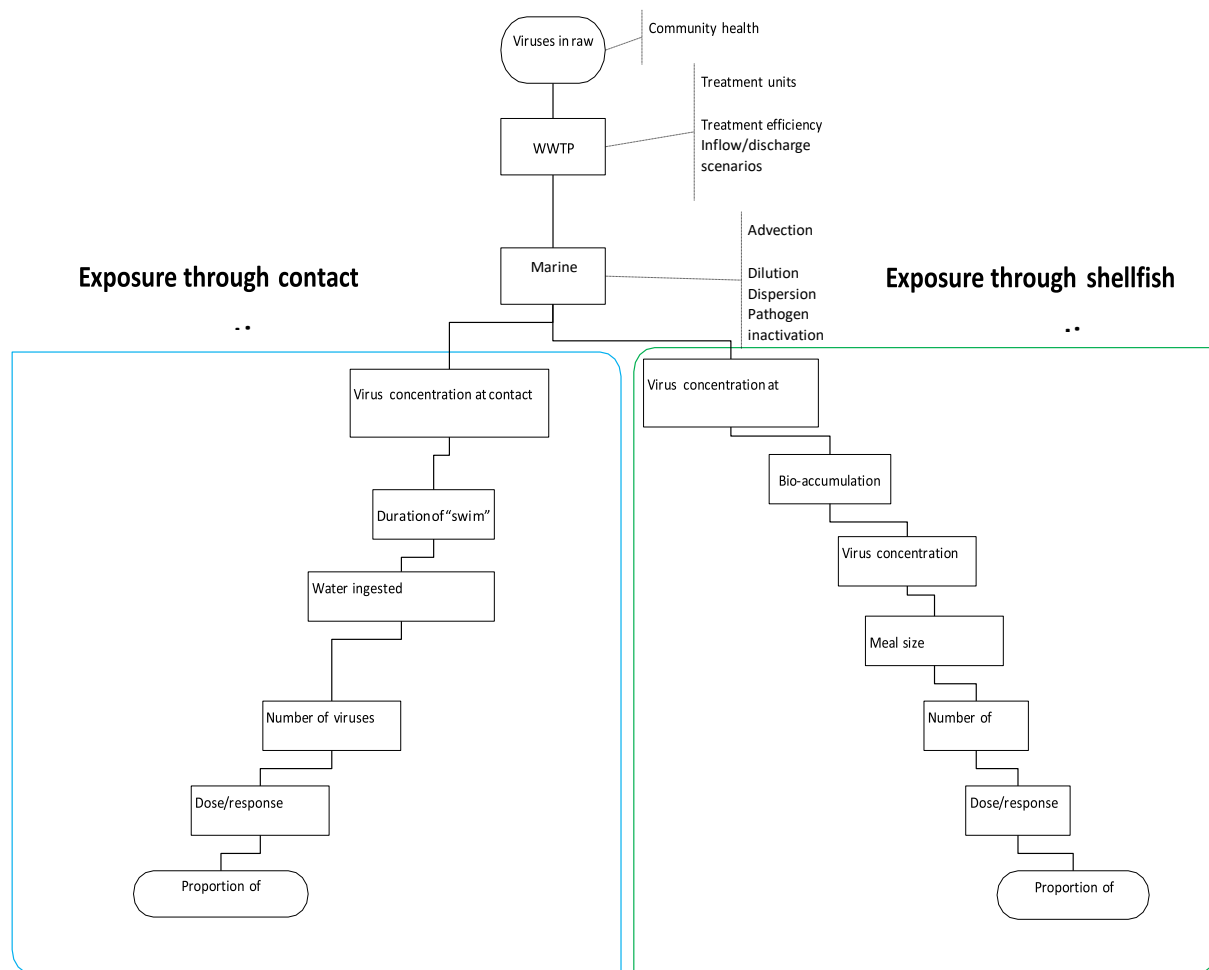 Viruses in raw
Community health
Treatment units
Treatment efficiency
Inflow/discharge
scenarios
WWTP
Advection
Dilution
Dispersion
Pathogen
inactivation
Marine
Exposure through contact
Exposure through shellfish
Virus concentration at contact
Duration of “swim”
Water ingested
Number of viruses
Dose/response
Proportion of
Virus concentration at
Bio-accumulation
Virus concentration
Meal size
Number of
Dose/response
Proportion of